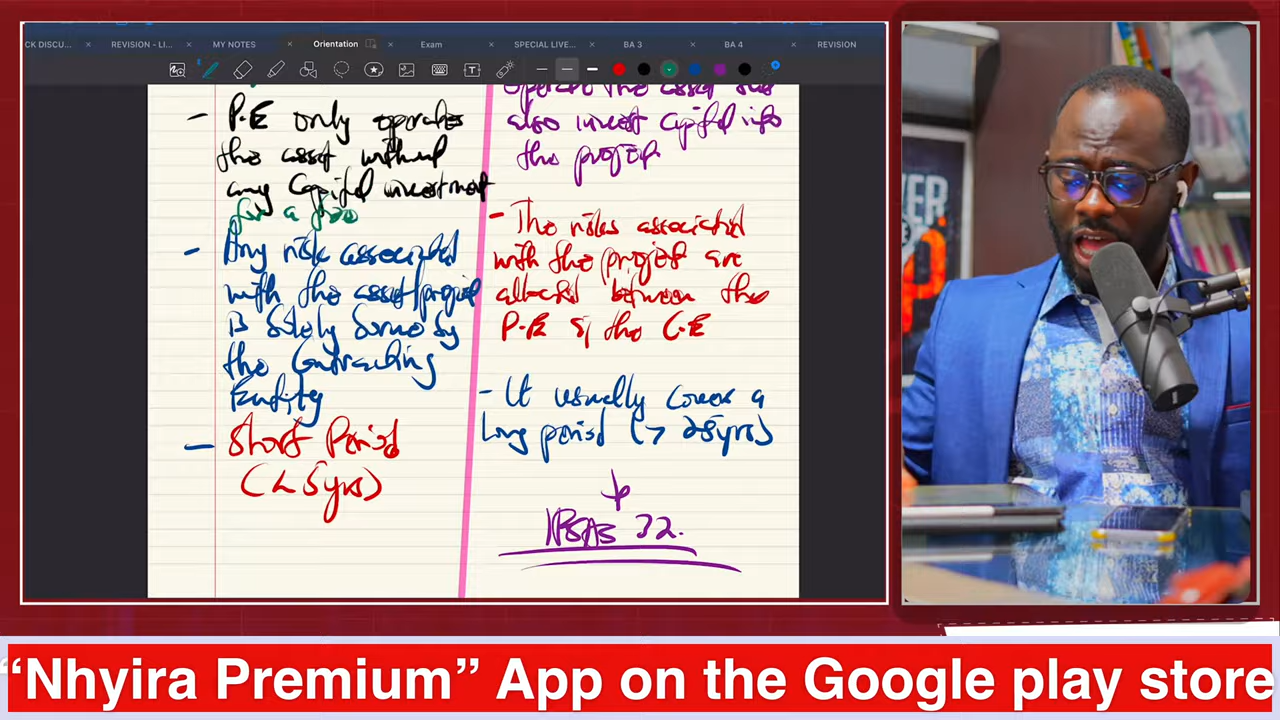 CK DISCU...
REVISION - LI...
MY NOTES
Orientation
Exam
SPECIAL LIVE...
BA 3
BA 4
REVISION
- P.E only operates
the asset without
any Capital investment
for a fee
- Any risk associated
with the asset/project
is solely borne by
the Contracting
Entity
- Short Period
(< 5yrs)
operate the asset
also invest capital into
the project
- The risks associated
with the project are
allocated between the
P.E & the C.E
- It usually covers a
long period (> 25yrs)
IPSAS 32.
"Nhyira Premium" App on the Google play store